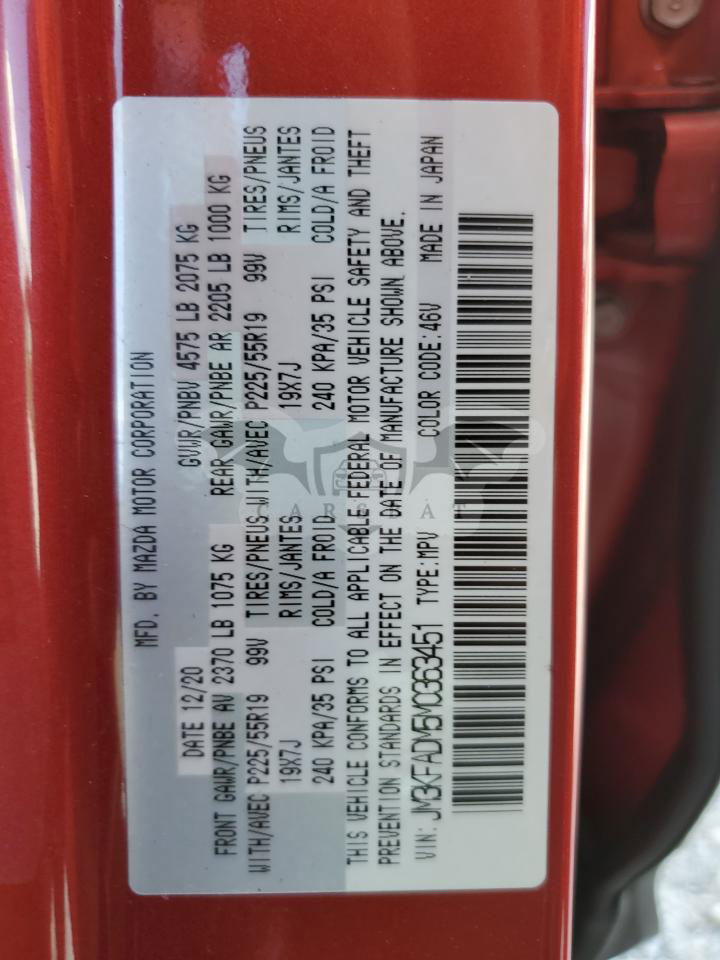 MFD. BY MAZDA MOTOR CORPORATION
DATE 12/20 GVWR/PNBV 4575 LB 2075 KG
FRONT GAWR/PNBE AV 2370 LB 1075 KG REAR GAWR/PNBE AR 2205 LB 1000 KG
WITH/AVEC P225/55R19 99V TIRES/PNEUS WITH/AVEC P225/55R19 99V TIRES/PNEUS
19X7J RIMS/JANTES 19X7J RIMS/JANTES
240 KPA/35 PSI COLD/A FROID 240 KPA/35 PSI COLD/A FROID
THIS VEHICLE CONFORMS TO ALL APPLICABLE FEDERAL MOTOR VEHICLE SAFETY AND THEFT
PREVENTION STANDARDS IN EFFECT ON THE DATE OF MANUFACTURE SHOWN ABOVE.
VIN: JM3KFADM5M0363451 TYPE:MPV COLOR CODE:46V MADE IN JAPAN